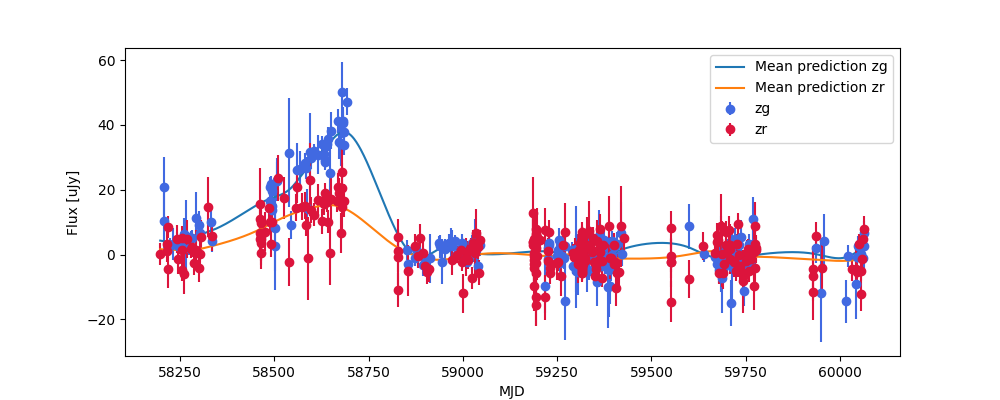 Mean prediction zg
Mean prediction zr
zg
zr
Flux [uJy]
60
40
20
0
−20
58250 58500 58750 59000 59250 59500 59750 60000
MJD